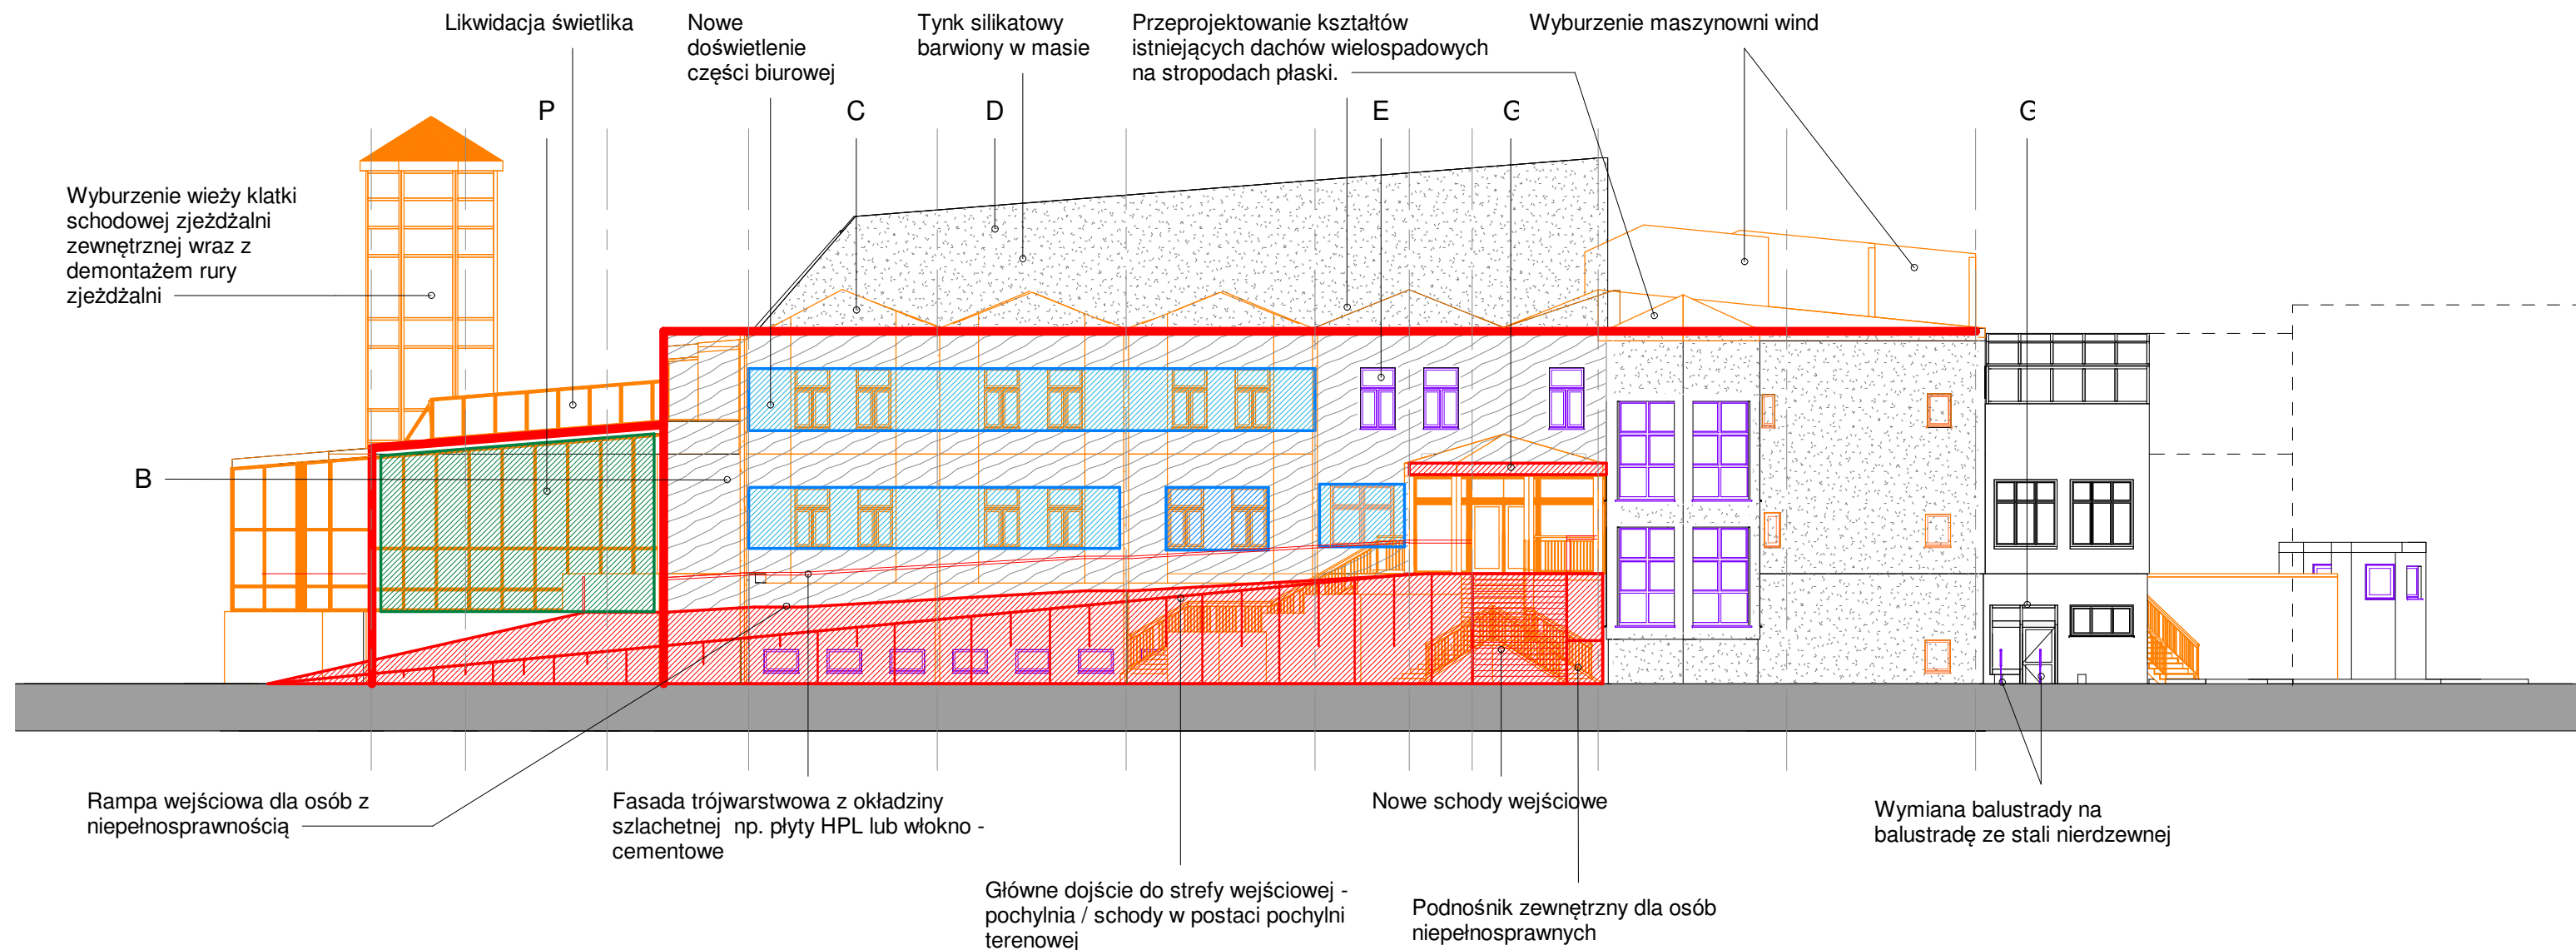 Likwidacja świetlika
Nowe
doświetlenie
części biurowej
Tynk silikatowy
barwiony w masie
Przeprojektowanie kształtów
istniejących dachów wielospadowych
na stropodach płaski.
Wyburzenie maszynowni wind
P
C
D
E
G
G
Wyburzenie wieży klatki
schodowej zjeżdżalni
zewnętrznej wraz z
demontażem rury
zjeżdżalni
B
Rampa wejściowa dla osób z
niepełnosprawnością
Fasada trójwarstwowa z okładziny
szlachetnej np. płyty HPL lub włokno -
cementowe
Główne dojście do strefy wejściowej -
pochylnia / schody w postaci pochylni
terenowej
Nowe schody wejściowe
Podnośnik zewnętrzny dla osób
niepełnosprawnych
Wymiana balustrady na
balustradę ze stali nierdzewnej